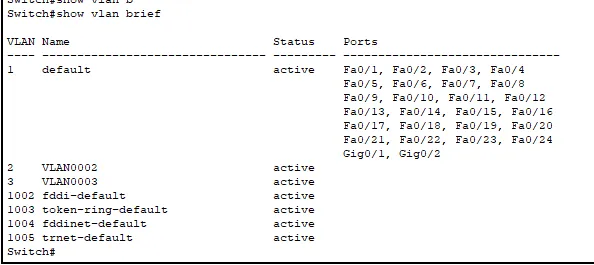 Switch#show vlan b
Switch#show vlan brief
VLAN Name                             Status    Ports
---- -------------------------------- --------- -------------------------------
1    default                          active    Fa0/1, Fa0/2, Fa0/3, Fa0/4
                                                Fa0/5, Fa0/6, Fa0/7, Fa0/8
                                                Fa0/9, Fa0/10, Fa0/11, Fa0/12
                                                Fa0/13, Fa0/14, Fa0/15, Fa0/16
                                                Fa0/17, Fa0/18, Fa0/19, Fa0/20
                                                Fa0/21, Fa0/22, Fa0/23, Fa0/24
                                                Gig0/1, Gig0/2
2    VLAN0002                         active
3    VLAN0003                         active
1002 fddi-default                     active
1003 token-ring-default               active
1004 fddinet-default                  active
1005 trnet-default                    active
Switch#